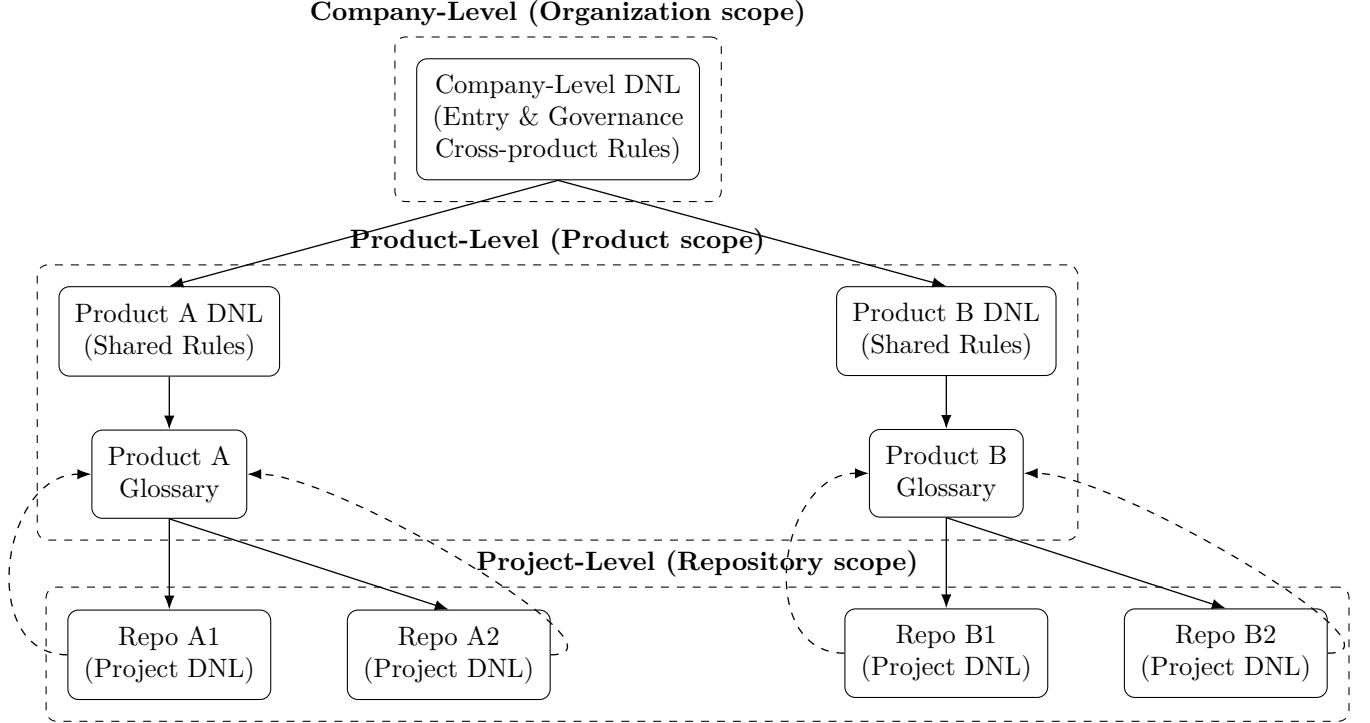 Company-Level (Organization scope)
Company-Level DNL
(Entry & Governance
Cross-product Rules)
Product-Level (Product scope)
Product A DNL
(Shared Rules)
Product B DNL
(Shared Rules)
Product A
Glossary
Product B
Glossary
Project-Level (Repository scope)
Repo A1
(Project DNL)
Repo A2
(Project DNL)
Repo B1
(Project DNL)
Repo B2
(Project DNL)